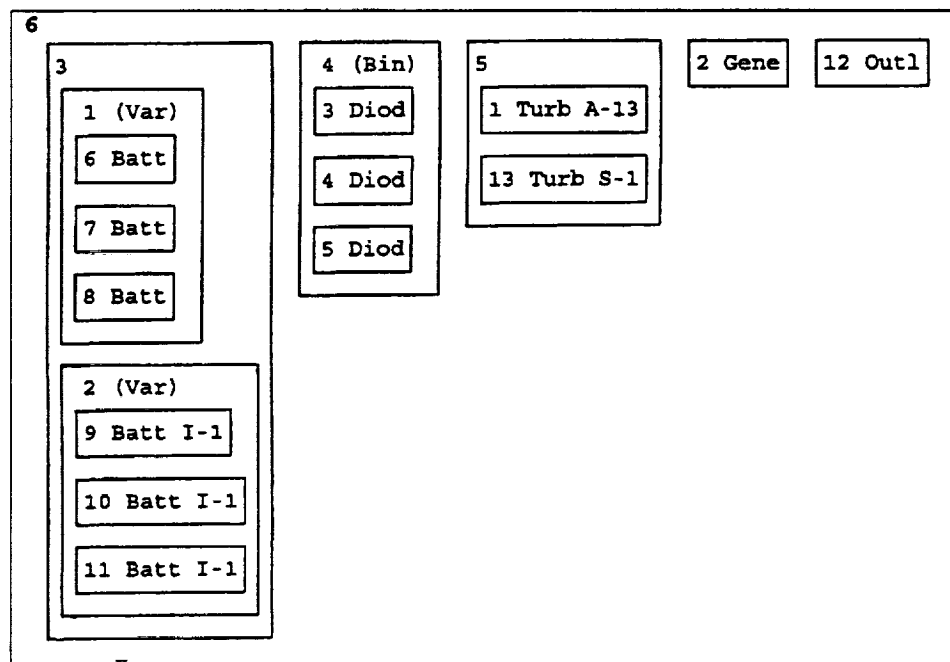 6
3
1 (Var)
6 Batt
7 Batt
8 Batt
2 (Var)
9 Batt I-1
10 Batt I-1
11 Batt I-1
4 (Bin)
3 Diod
4 Diod
5 Diod
5
1 Turb A-13
13 Turb S-1
2 Gene
12 Outl